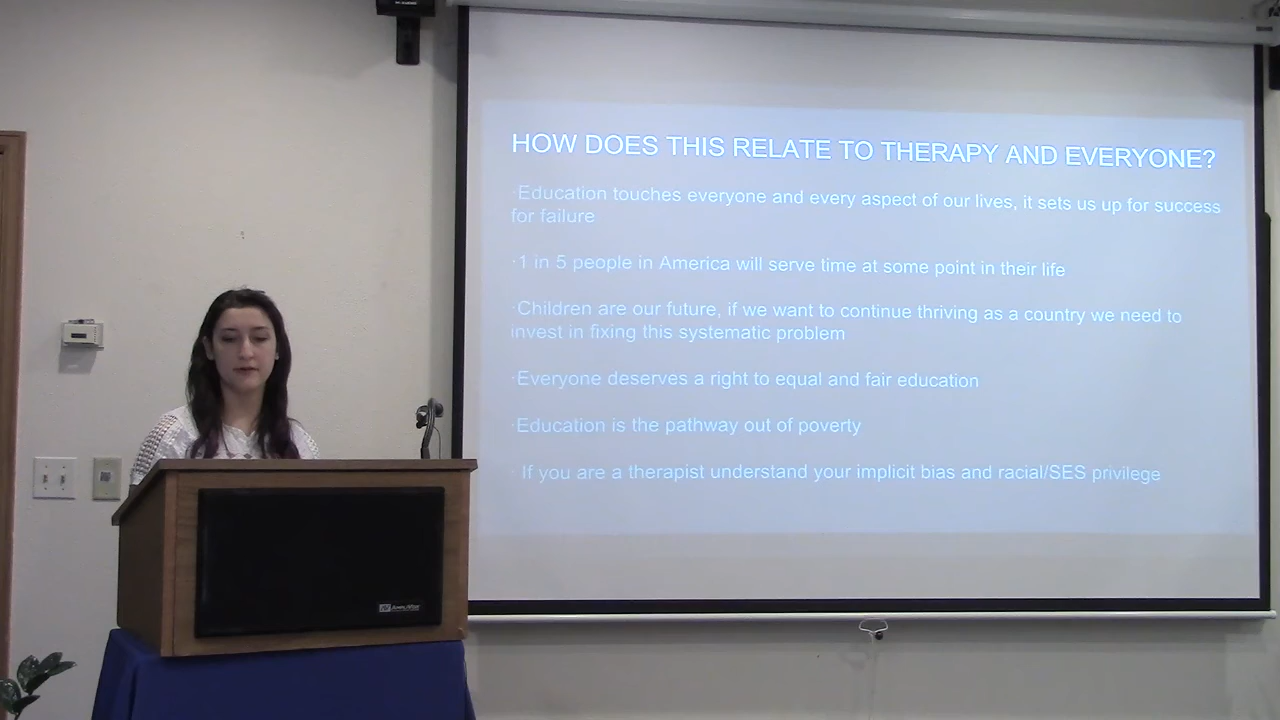 HOW DOES THIS RELATE TO THERAPY AND EVERYONE?
·Education touches everyone and every aspect of our lives, it sets us up for success
for failure
·1 in 5 people in America will serve time at some point in their life
·Children are our future, if we want to continue thriving as a country we need to
invest in fixing this systematic problem
·Everyone deserves a right to equal and fair education
·Education is the pathway out of poverty
· If you are a therapist understand your implicit bias and racial/SES privilege